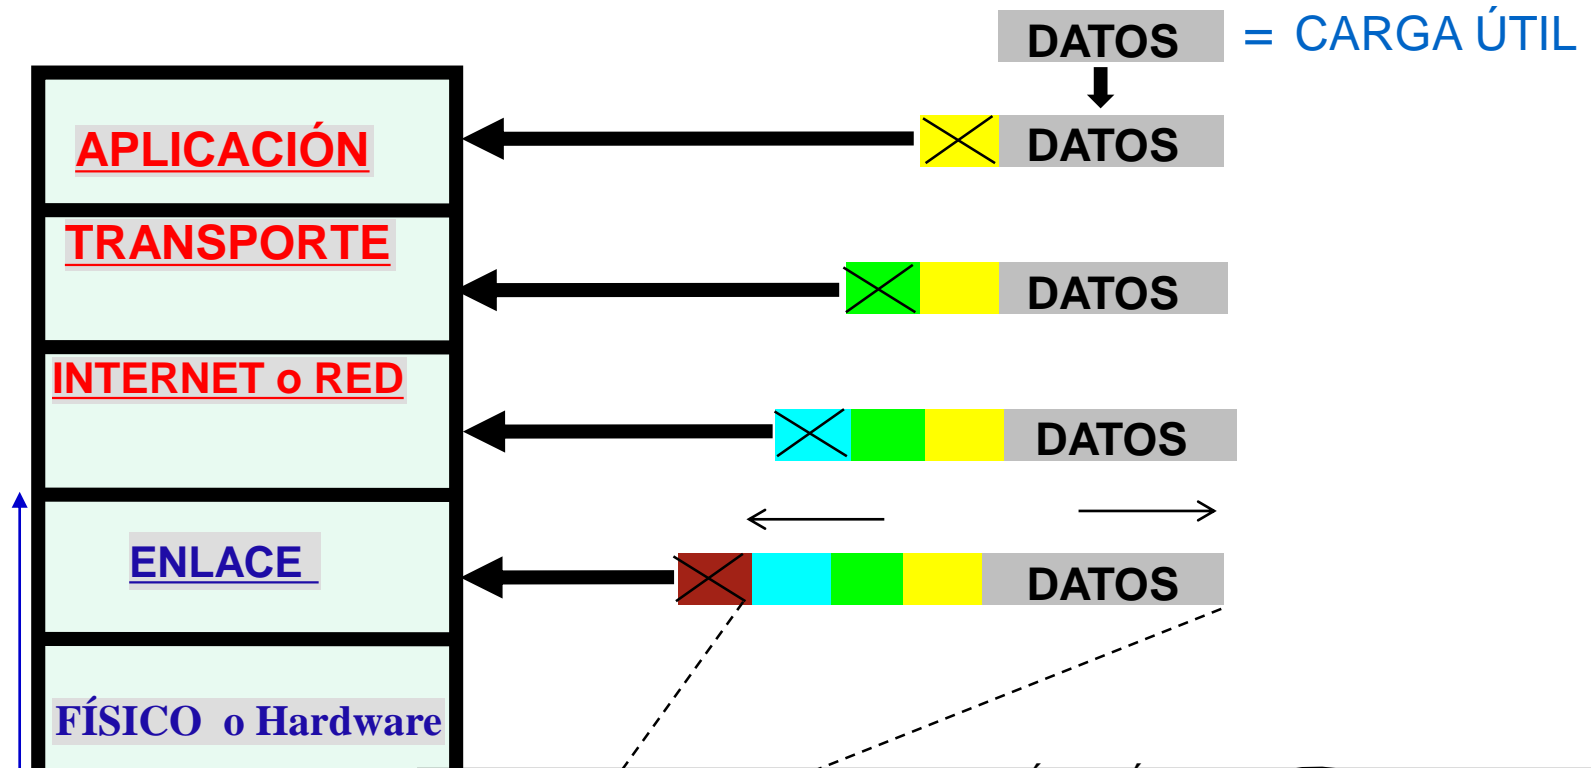 DATOS = CARGA ÚTIL
APLICACIÓN
DATOS
TRANSPORTE
DATOS
INTERNET o RED
DATOS
ENLACE
DATOS
FÍSICO o Hardware